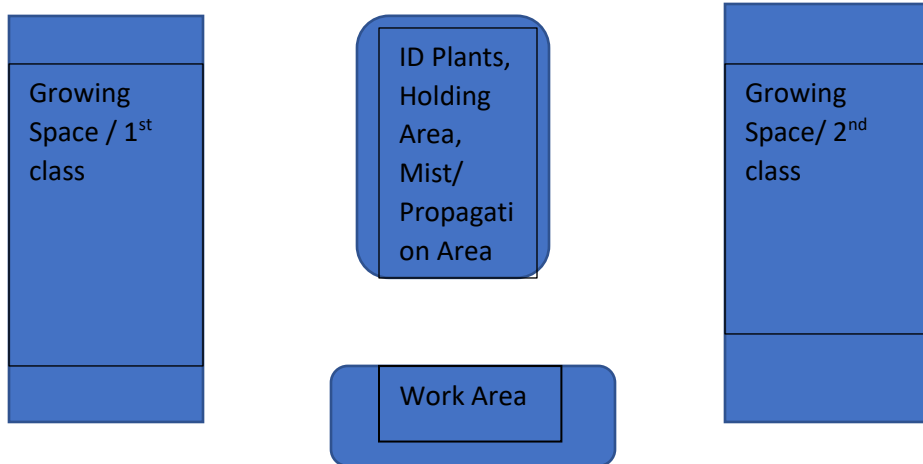 Growing
Space / 1st
class
ID Plants,
Holding
Area,
Mist/
Propagati
on Area
Growing
Space/ 2nd
class
Work Area